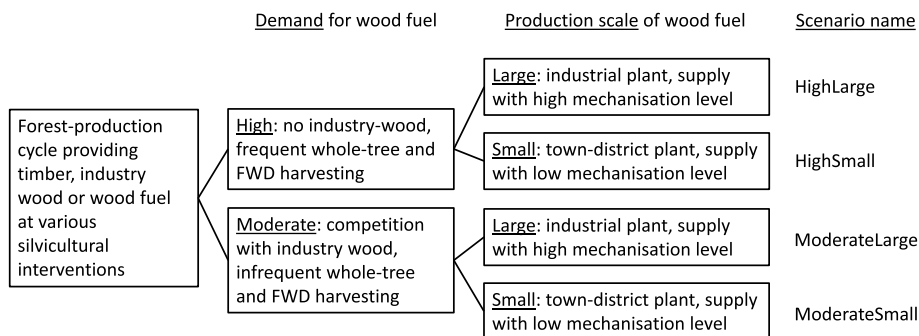 Demand for wood fuel
Production scale of wood fuel
Scenario name
Forest-production
cycle providing
timber, industry
wood or wood fuel
at various
silvicultural
interventions
High: no industry-wood,
frequent whole-tree and
FWD harvesting
Moderate: competition
with industry wood,
infrequent whole-tree
and FWD harvesting
Large: industrial plant, supply
with high mechanisation level
Small: town-district plant, supply
with low mechanisation level
Large: industrial plant, supply
with high mechanisation level
Small: town-district plant, supply
with low mechanisation level
HighLarge
HighSmall
ModerateLarge
ModerateSmall